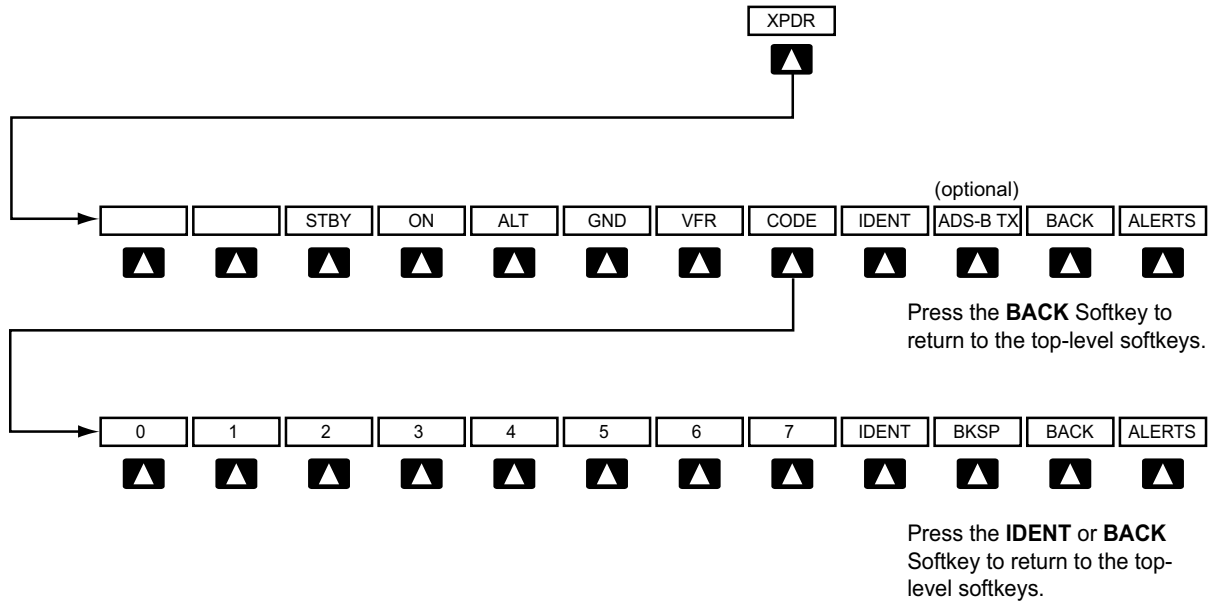 XPDR
(optional)
STBY ON ALT GND VFR CODE IDENT ADS-B TX BACK ALERTS
Press the BACK Softkey to
return to the top-level softkeys.
0 1 2 3 4 5 6 7 IDENT BKSP BACK ALERTS
Press the IDENT or BACK
Softkey to return to the top-
level softkeys.